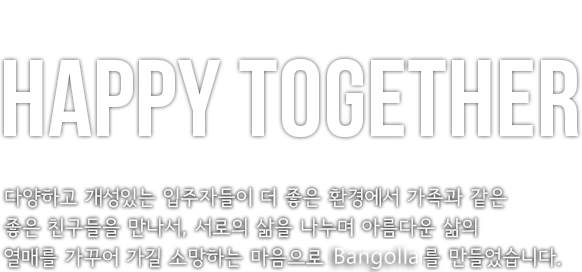 HAPPY TOGETHER
다양하고 개성있는 입주자들이 더 좋은 환경에서 가족과 같은
좋은 친구들을 만나서, 서로의 삶을 나누며 아름다운 삶의
열매를 가꾸어 가길 소망하는 마음으로 Bangolla를 만들었습니다.